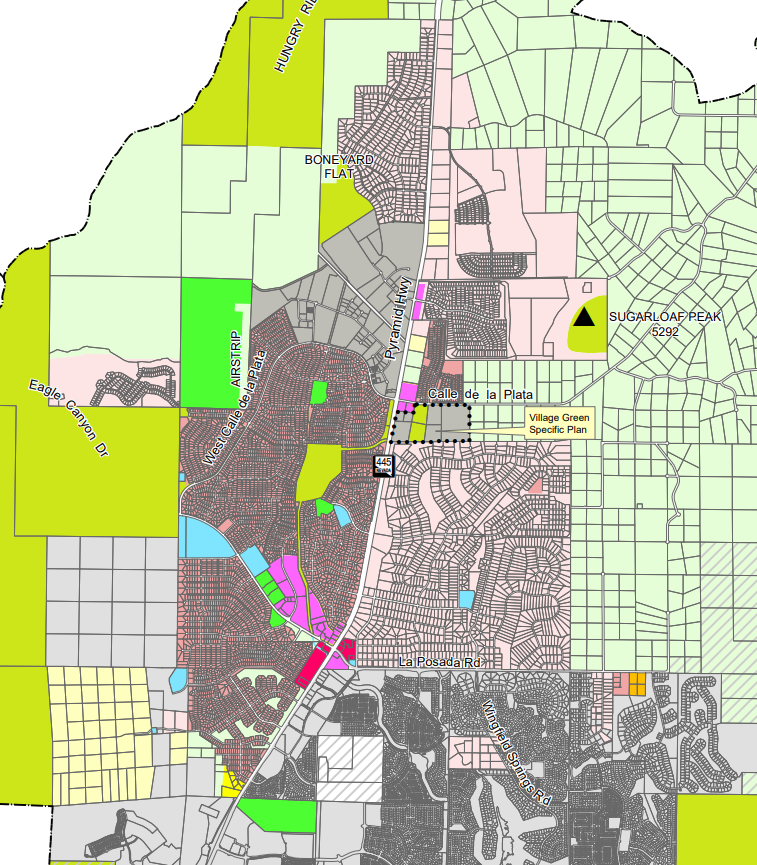 HUNGRY
BONEYARD
FLAT
Pyramid Hwy
SUGARLOAF PEAK
5292
AIRSTRIP
West Calle de la Plata
Eagle Canyon Dr
Calle de la Plata
Village Green
Specific Plan
445
La Posada Rd
Wingfield Springs Rd